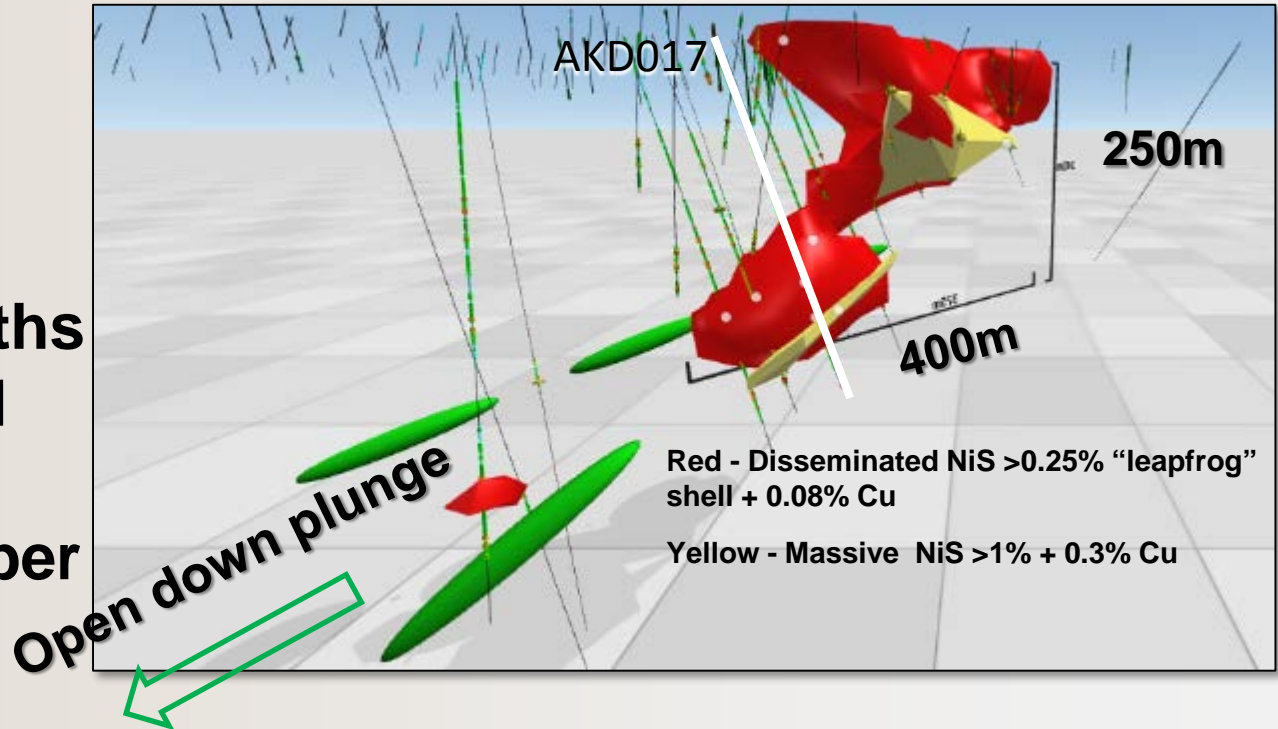 AKD017
250m
400m
ths
per
Open down plunge
Red - Disseminated NiS >0.25% “leapfrog”
shell + 0.08% Cu
Yellow - Massive  NiS >1% + 0.3% Cu